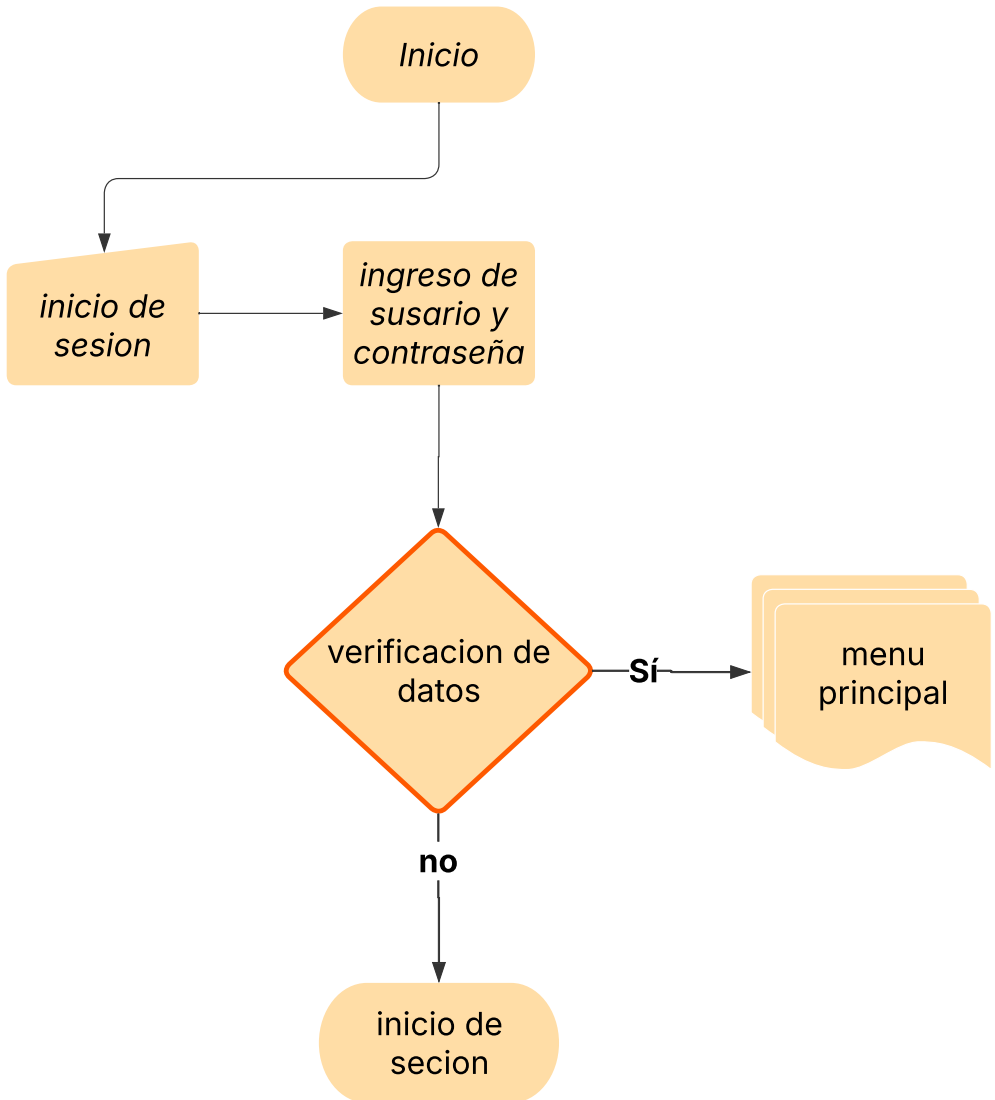 Inicio
inicio de
sesion
ingreso de
susario y
contraseña
verificacion de
datos
Sí
menu
principal
no
inicio de
secion